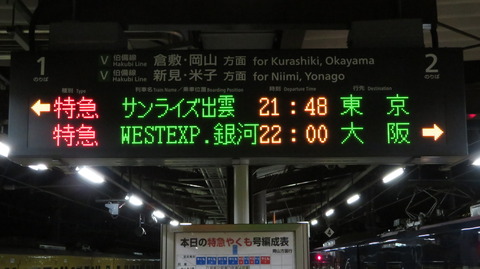 1
のりば
V 伯備線 Hakubi Line 倉敷・岡山 方面 for Kurashiki, Okayama
V 伯備線 Hakubi Line 新見・米子 方面 for Niimi, Yonago
2
のりば
種別 Type 列車名 Train Name / 乗車位置 Boarding Position 時刻 Departure Time 行先 Destination
←特急 サンライズ出雲 21:48 東京
特急 WESTEXP.銀河 22:00 大阪 →
本日の特急やくも号編成表